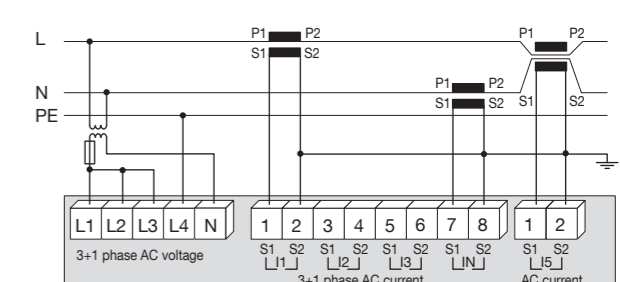 L P1 P2 P1 P2
S1 S2
N P1 P2
S1 S2 S1 S2
PE
L1 L2 L3 L4 N 1 2 3 4 5 6 7 8 1 2
S1 S2 S1 S2 S1 S2 S1 S2 S1 S2
3+1 phase AC voltage I1 I2 I3 IN I5
3+1 phase AC current AC current